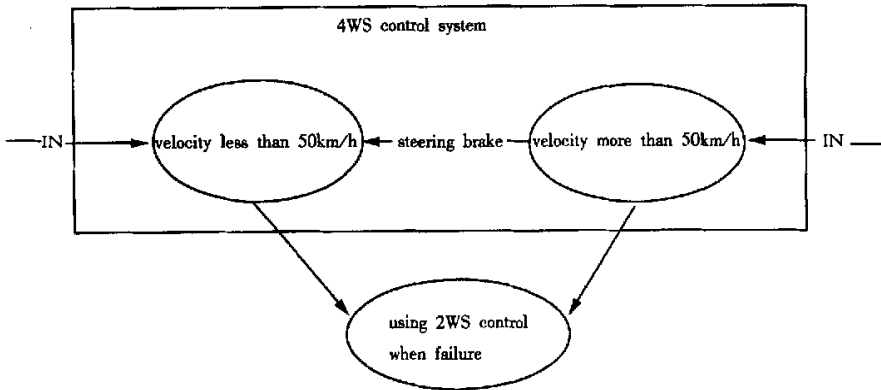 4WS control system
IN
velocity less than 50km/h
steering brake
velocity more than 50km/h
IN
using 2WS control
when failure